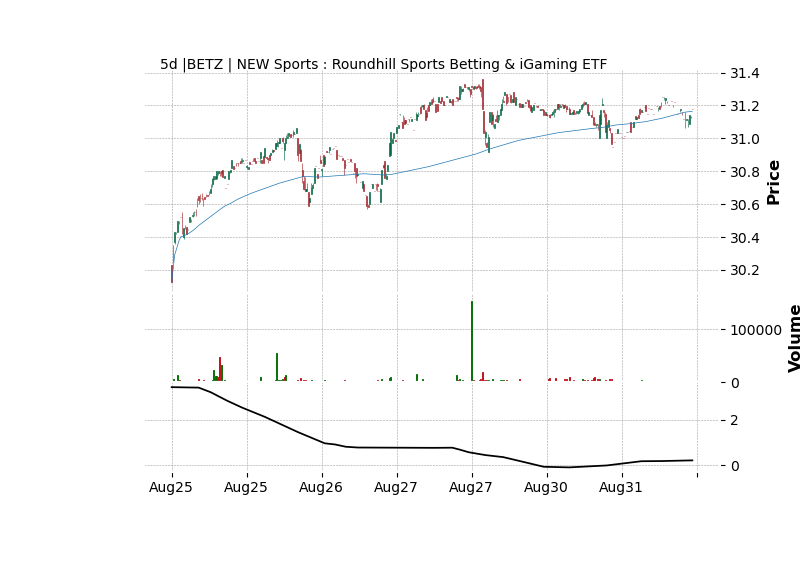 5d |BETZ | NEW Sports : Roundhill Sports Betting & iGaming ETF
31.4
31.2
31.0
30.8
30.6
30.4
30.2
Price
100000
0
Volume
2
0
Aug25
Aug25
Aug26
Aug27
Aug27
Aug30
Aug31